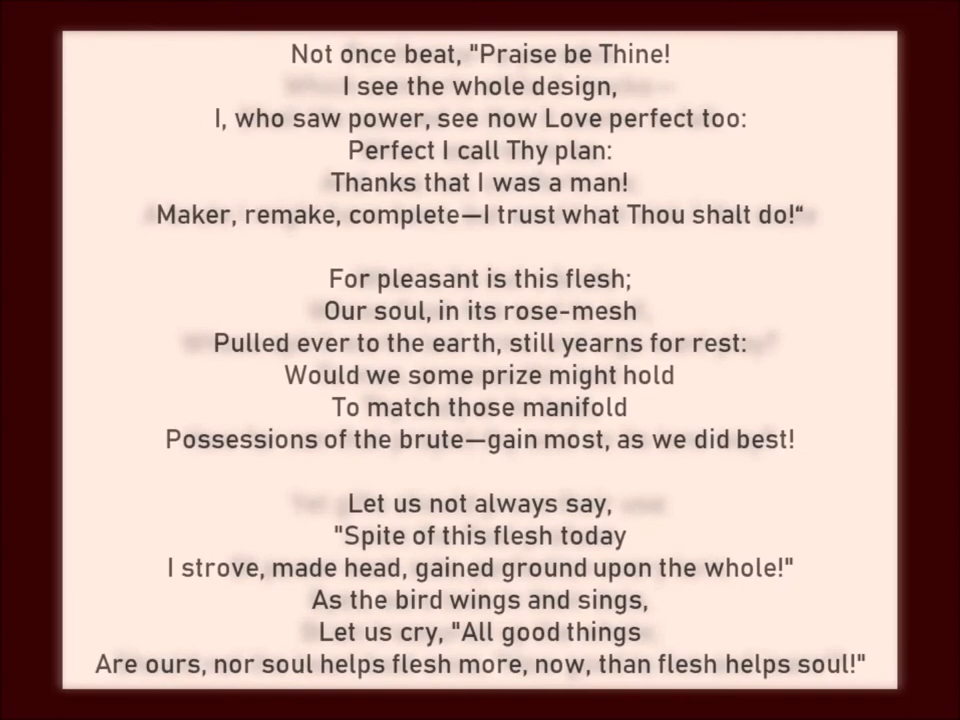 Not once beat, "Praise be Thine!
I see the whole design,
I, who saw power, see now Love perfect too:
Perfect I call Thy plan:
Thanks that I was a man!
Maker, remake, complete—I trust what Thou shalt do!“
For pleasant is this flesh;
Our soul, in its rose-mesh
Pulled ever to the earth, still yearns for rest:
Would we some prize might hold
To match those manifold
Possessions of the brute—gain most, as we did best!
Let us not always say,
"Spite of this flesh today
I strove, made head, gained ground upon the whole!"
As the bird wings and sings,
Let us cry, "All good things
Are ours, nor soul helps flesh more, now, than flesh helps soul!"